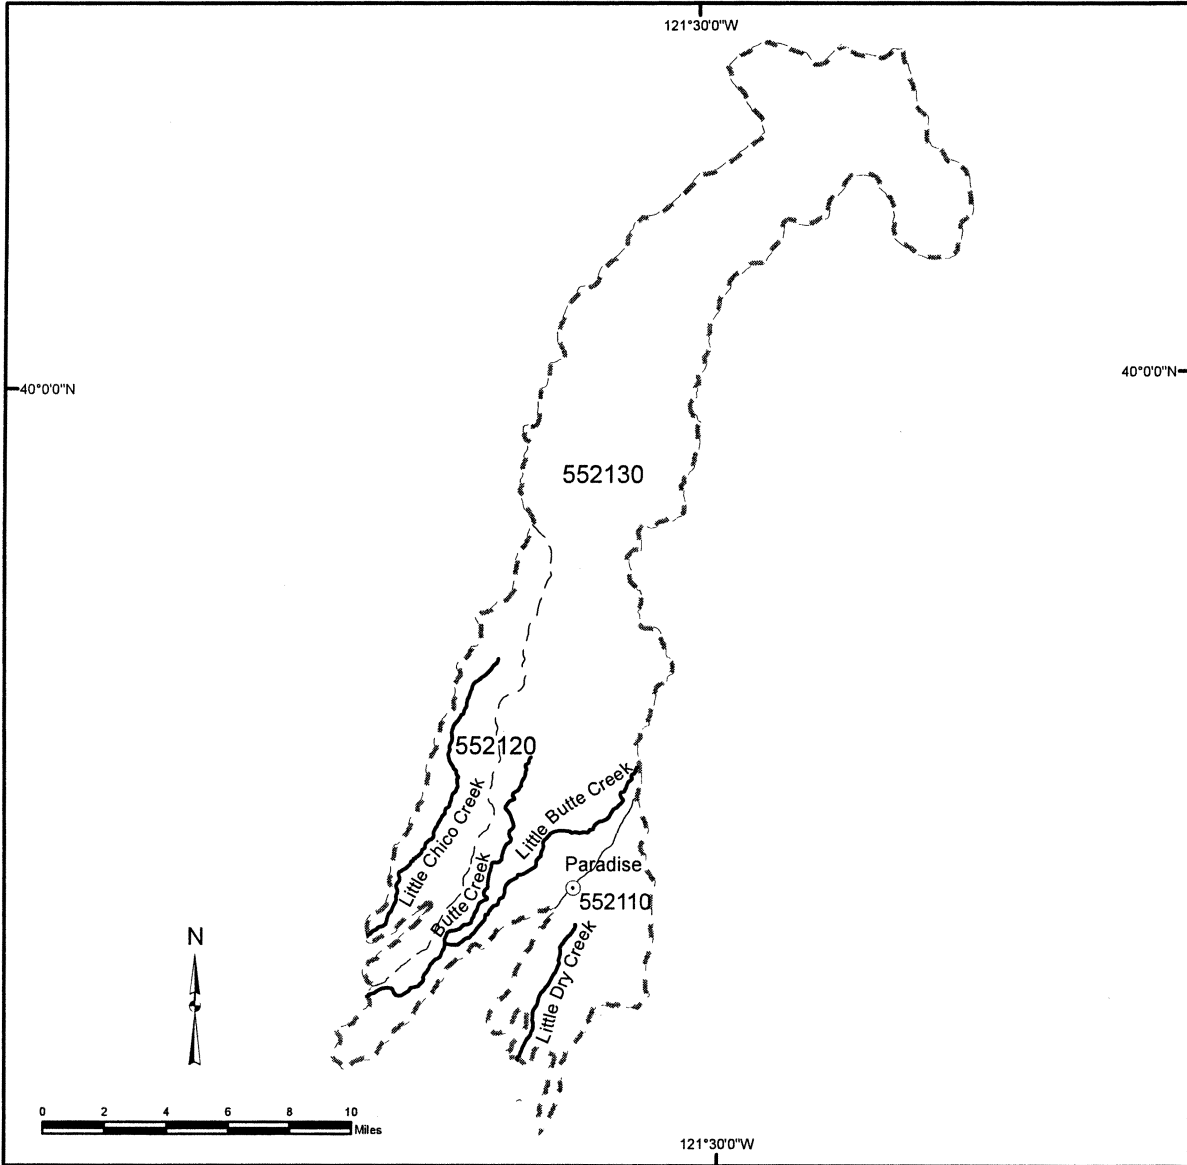 121°30'0"W
40°0'0"N
40°0'0"N
552130
552120
Little Chico Creek
Butte Creek
Little Butte Creek
Paradise
552110
Little Dry Creek
N
0 2 4 6 8 10
Miles
121°30'0"W